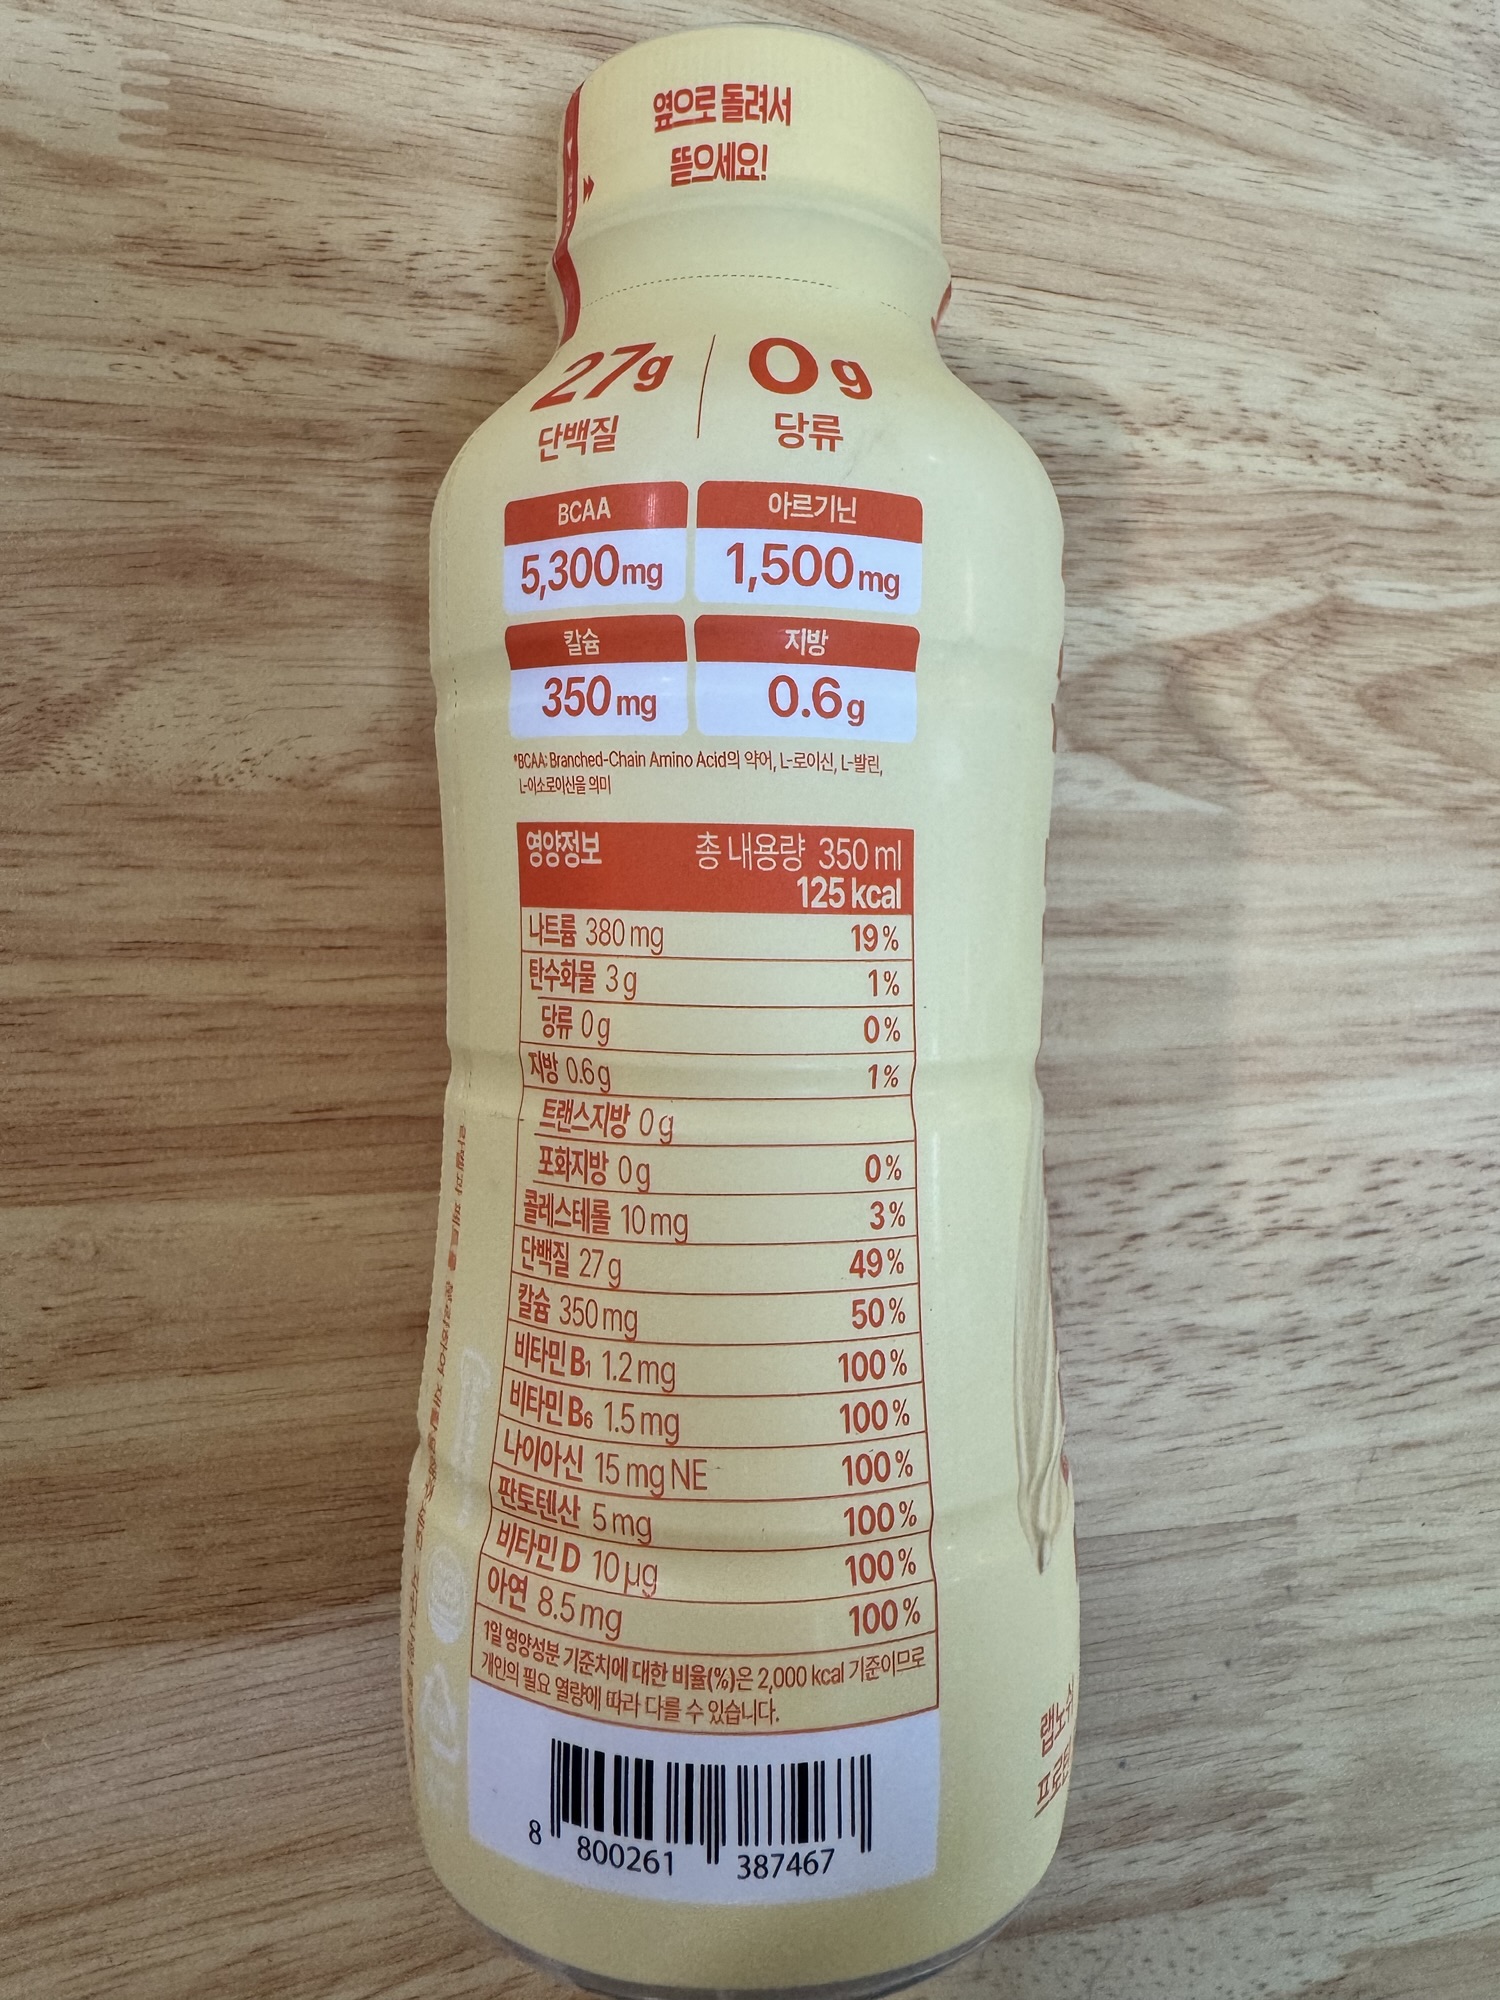 옆으로 돌려서
뜯으세요!
27g 0g
단백질 당류
BCAA 아르기닌
5,300mg 1,500mg
칼슘 지방
350mg 0.6g
*BCAA: Branched-Chain Amino Acid의 약어, L-로이신, L-발린,
L-이소로이신을 의미
영양정보 총 내용량 350 ml
125 kcal
나트륨 380 mg 19%
탄수화물 3 g 1%
당류 0 g 0%
지방 0.6 g 1%
트랜스지방 0 g
포화지방 0 g 0%
콜레스테롤 10 mg 3%
단백질 27 g 49%
칼슘 350 mg 50%
비타민 B1 1.2 mg 100%
비타민 B6 1.5 mg 100%
나이아신 15 mg NE 100%
판토텐산 5 mg 100%
비타민 D 10 μg 100%
아연 8.5 mg 100%
1일 영양성분 기준치에 대한 비율(%)은 2,000 kcal 기준이므로
개인의 필요 열량에 따라 다를 수 있습니다.
8 800261 387467
랩노쉬